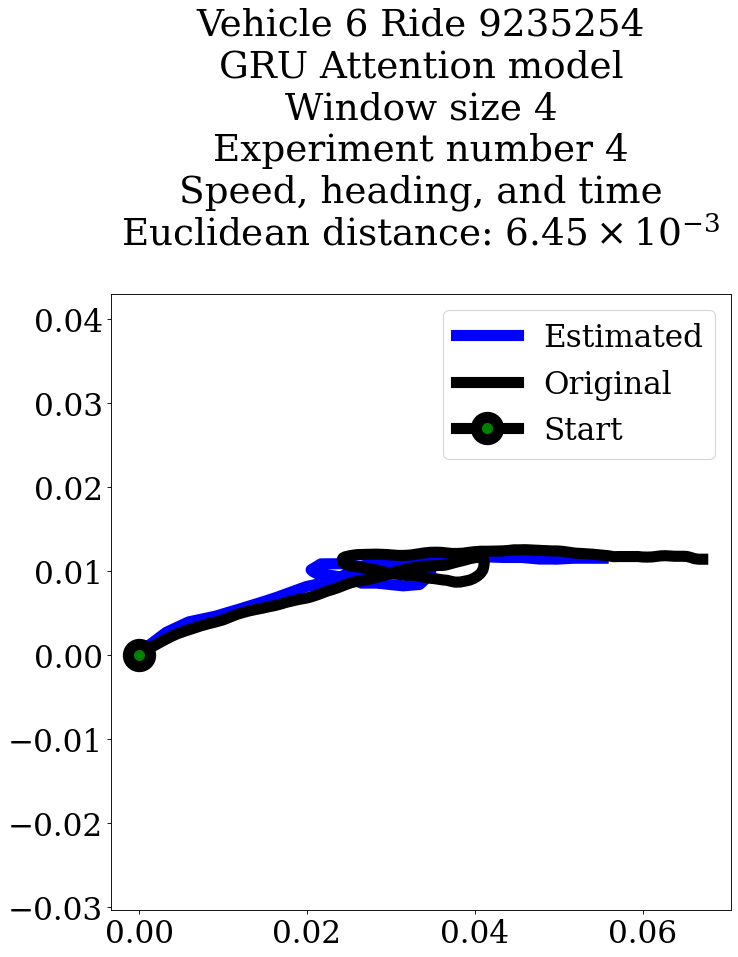 Vehicle 6 Ride 9235254
GRU Attention model
Window size 4
Experiment number 4
Speed, heading, and time
Euclidean distance: 6.45 × 10⁻³
Estimated
Original
Start
0.04
0.03
0.02
0.01
0.00
−0.01
−0.02
−0.03
0.00 0.02 0.04 0.06